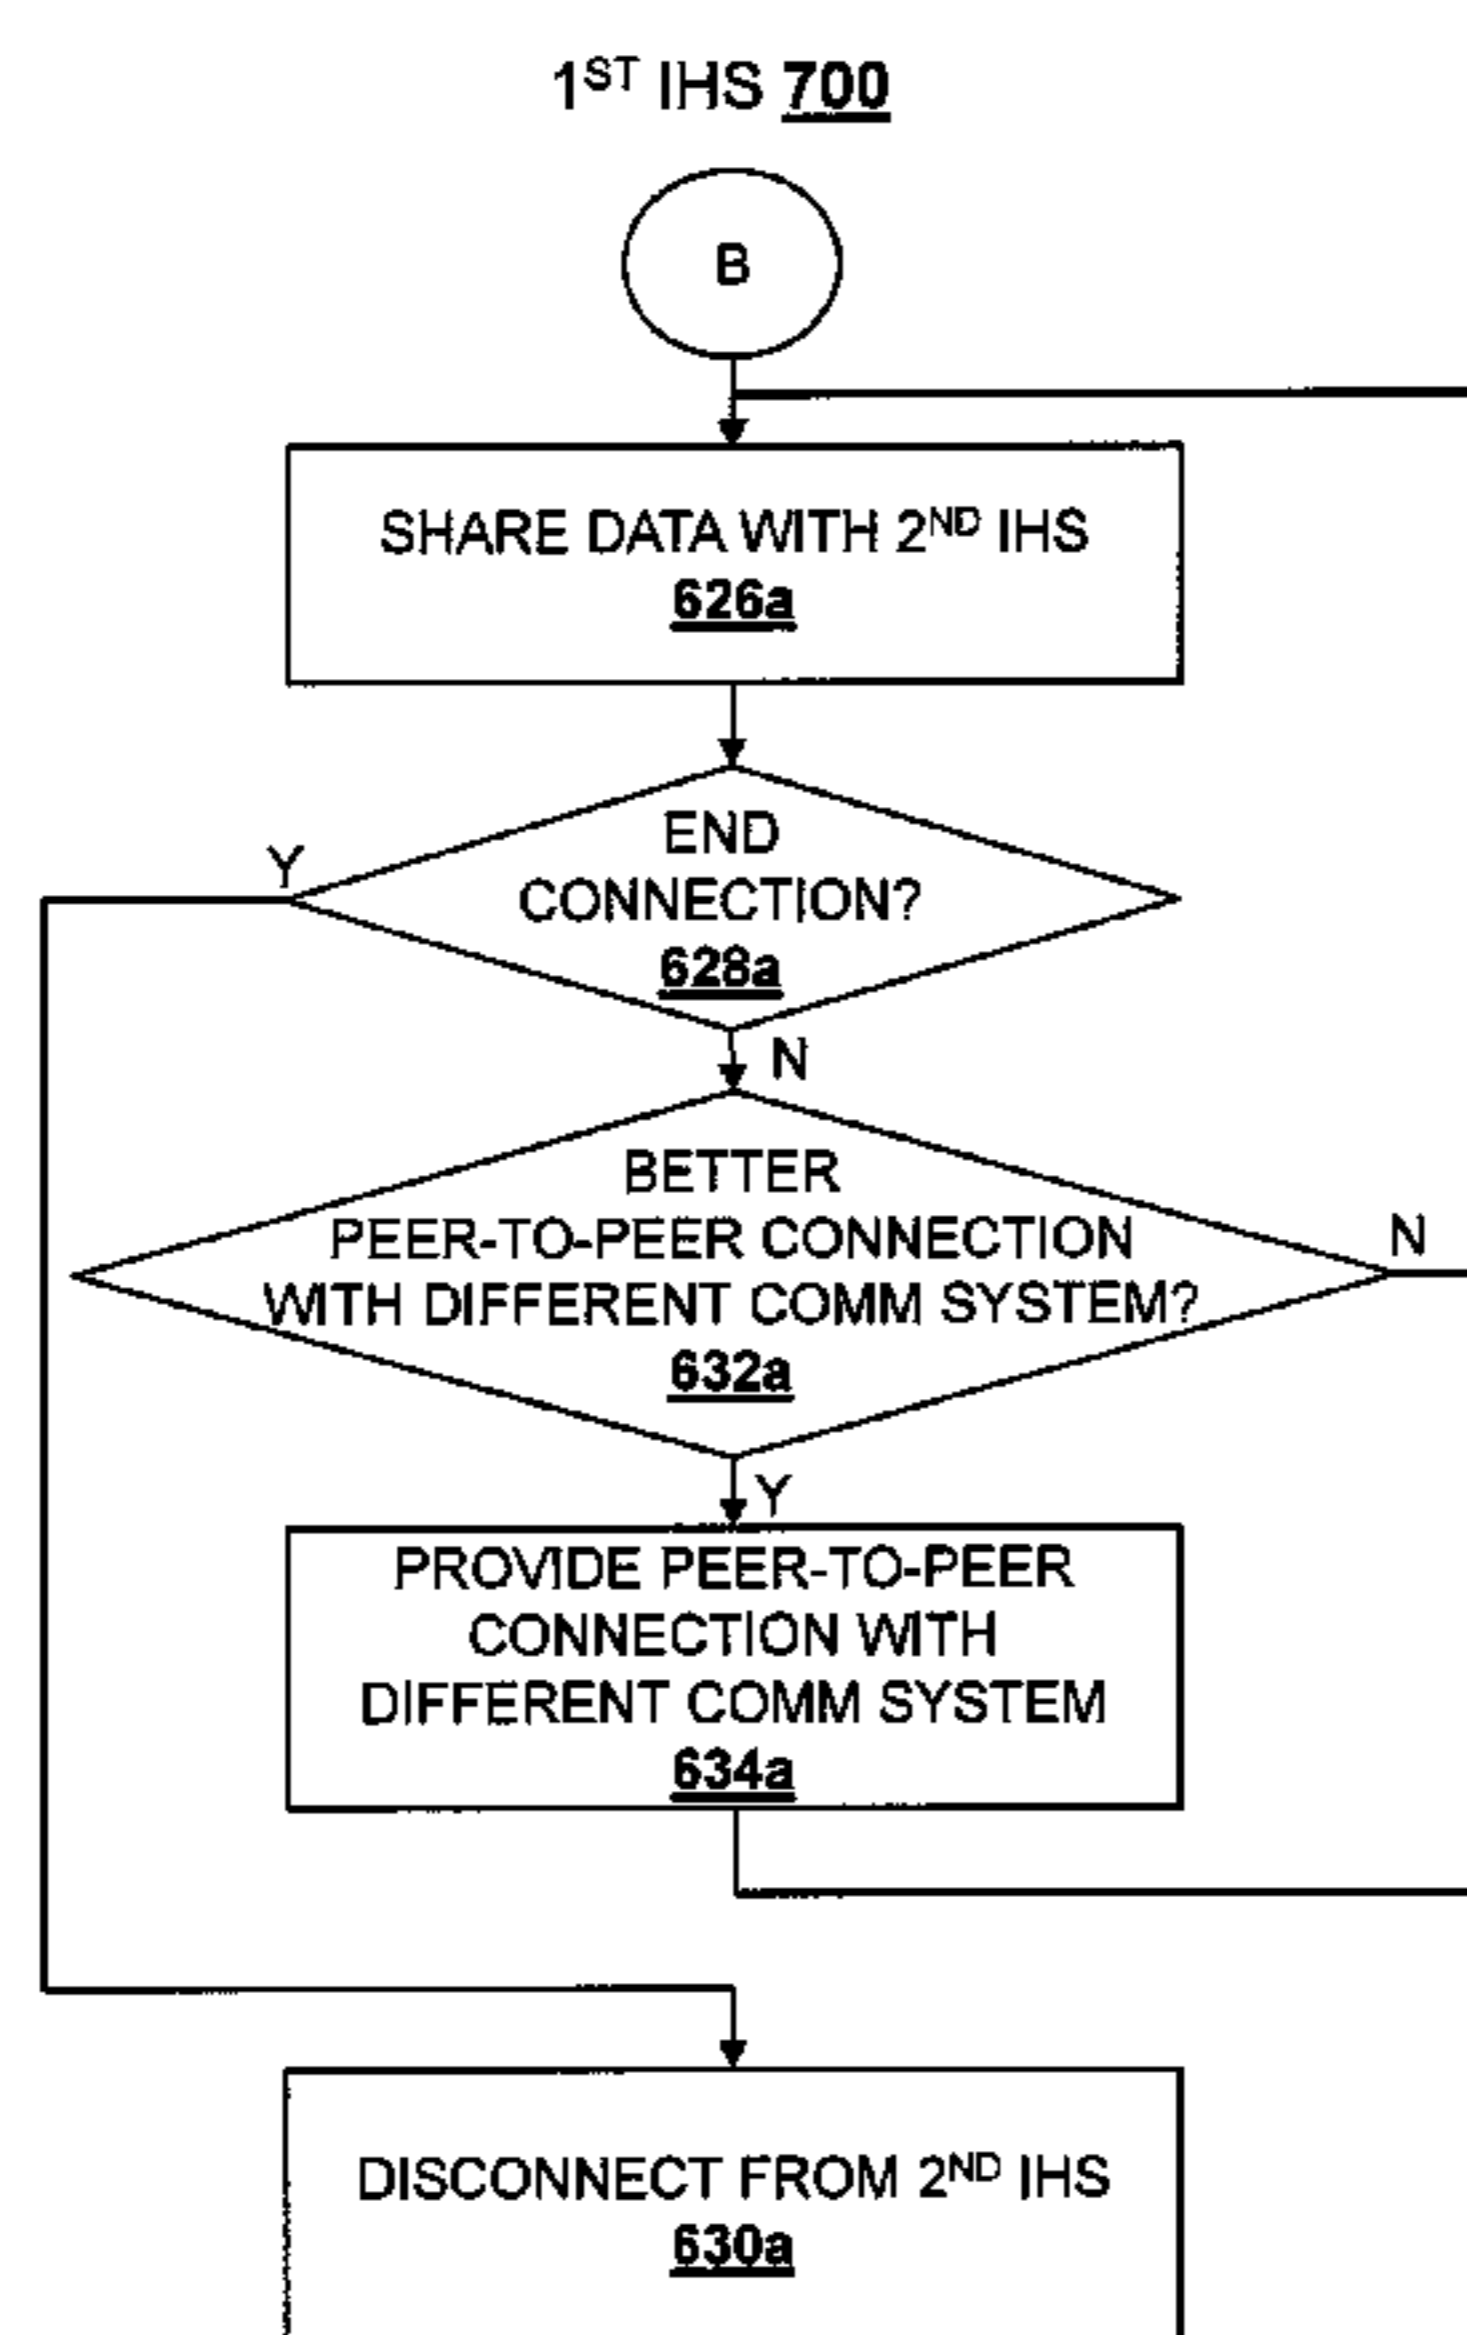 1ST IHS 700
B
SHARE DATA WITH 2ND IHS
626a
END
CONNECTION?
628a
Y
N
BETTER
PEER-TO-PEER CONNECTION
WITH DIFFERENT COMM SYSTEM?
632a
N
Y
PROVIDE PEER-TO-PEER
CONNECTION WITH
DIFFERENT COMM SYSTEM
634a
DISCONNECT FROM 2ND IHS
630a